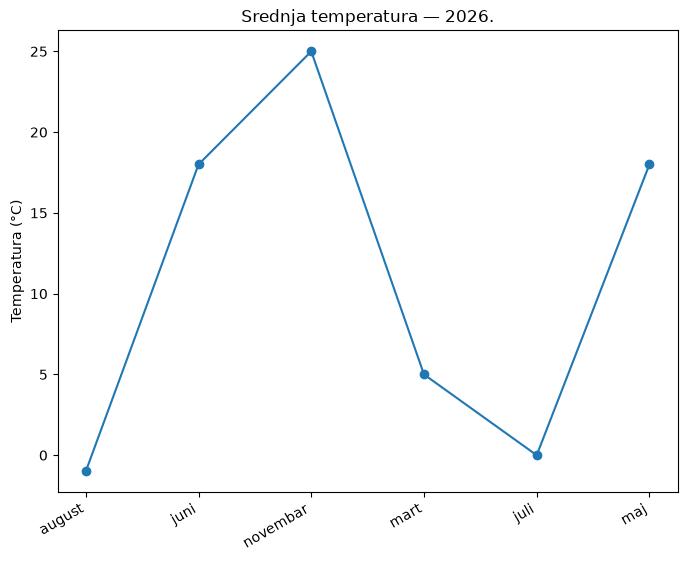 Srednja temperatura — 2026.
Temperatura (°C)
25
20
15
10
5
0
august
juni
novembar
mart
juli
maj